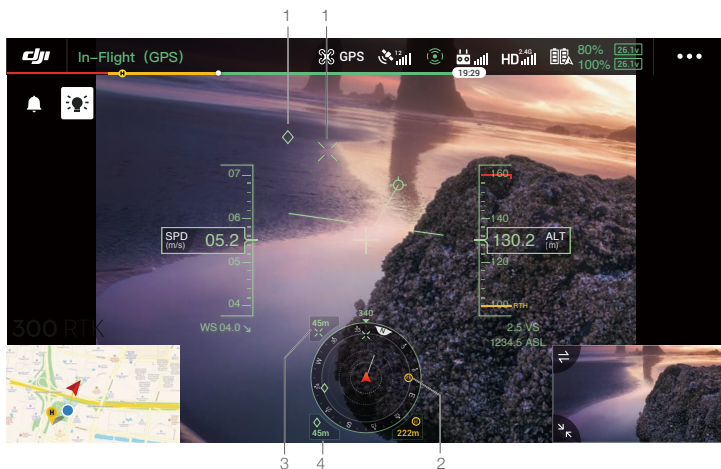 1 1
dji In-Flight (GPS) GPS 12 HD 2.4G 80% 26.1v
100% 26.1v
H 19:29
07 160
06 140
SPD (m/s) 05.2 130.2 ALT (m)
05 120
04 100 RTH
WS 04.0 ↘ 2.5 VS
1234.5 ASL
300 RTK
340
45m
N
W E
H
45m 222m
3 4 2